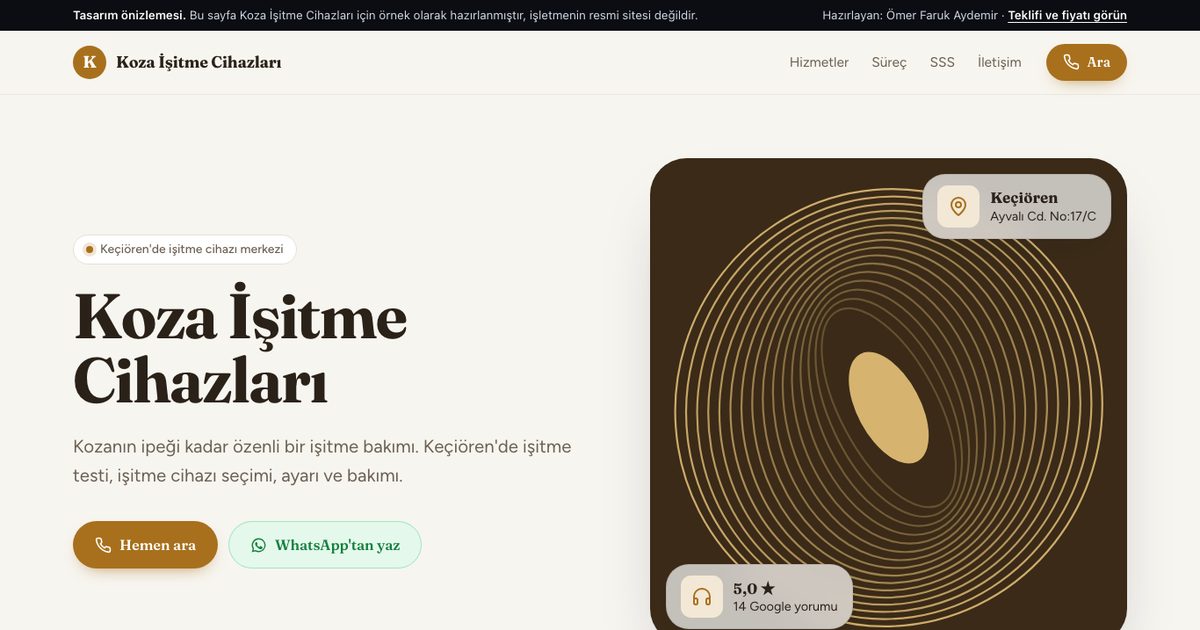 Tasarım önizlemesi. Bu sayfa Koza İşitme Cihazları için örnek olarak hazırlanmıştır, işletmenin resmi sitesi değildir.
Hazırlayan: Ömer Faruk Aydemir · Teklifi ve fiyatı görün
K Koza İşitme Cihazları
Hizmetler Süreç SSS İletişim Ara
Keçiören'de işitme cihazı merkezi
Koza İşitme
Cihazları
Kozanın ipeği kadar özenli bir işitme bakımı. Keçiören'de işitme
testi, işitme cihazı seçimi, ayarı ve bakımı.
Hemen ara
WhatsApp'tan yaz
Keçiören
Ayvalı Cd. No:17/C
5,0 ★
14 Google yorumu